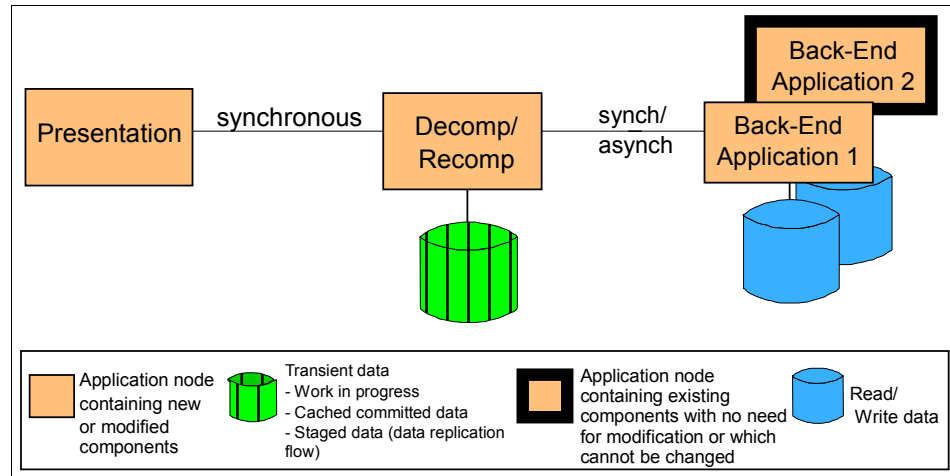 Back-End
Application 2
Presentation
synchronous
Decomp/
Recomp
synch/
asynch
Back-End
Application 1
Application node
containing new
or modified
components
Transient data
- Work in progress
- Cached committed data
- Staged data (data replication
flow)
Application node
containing existing
components with no need
for modification or which
cannot be changed
Read/
Write data